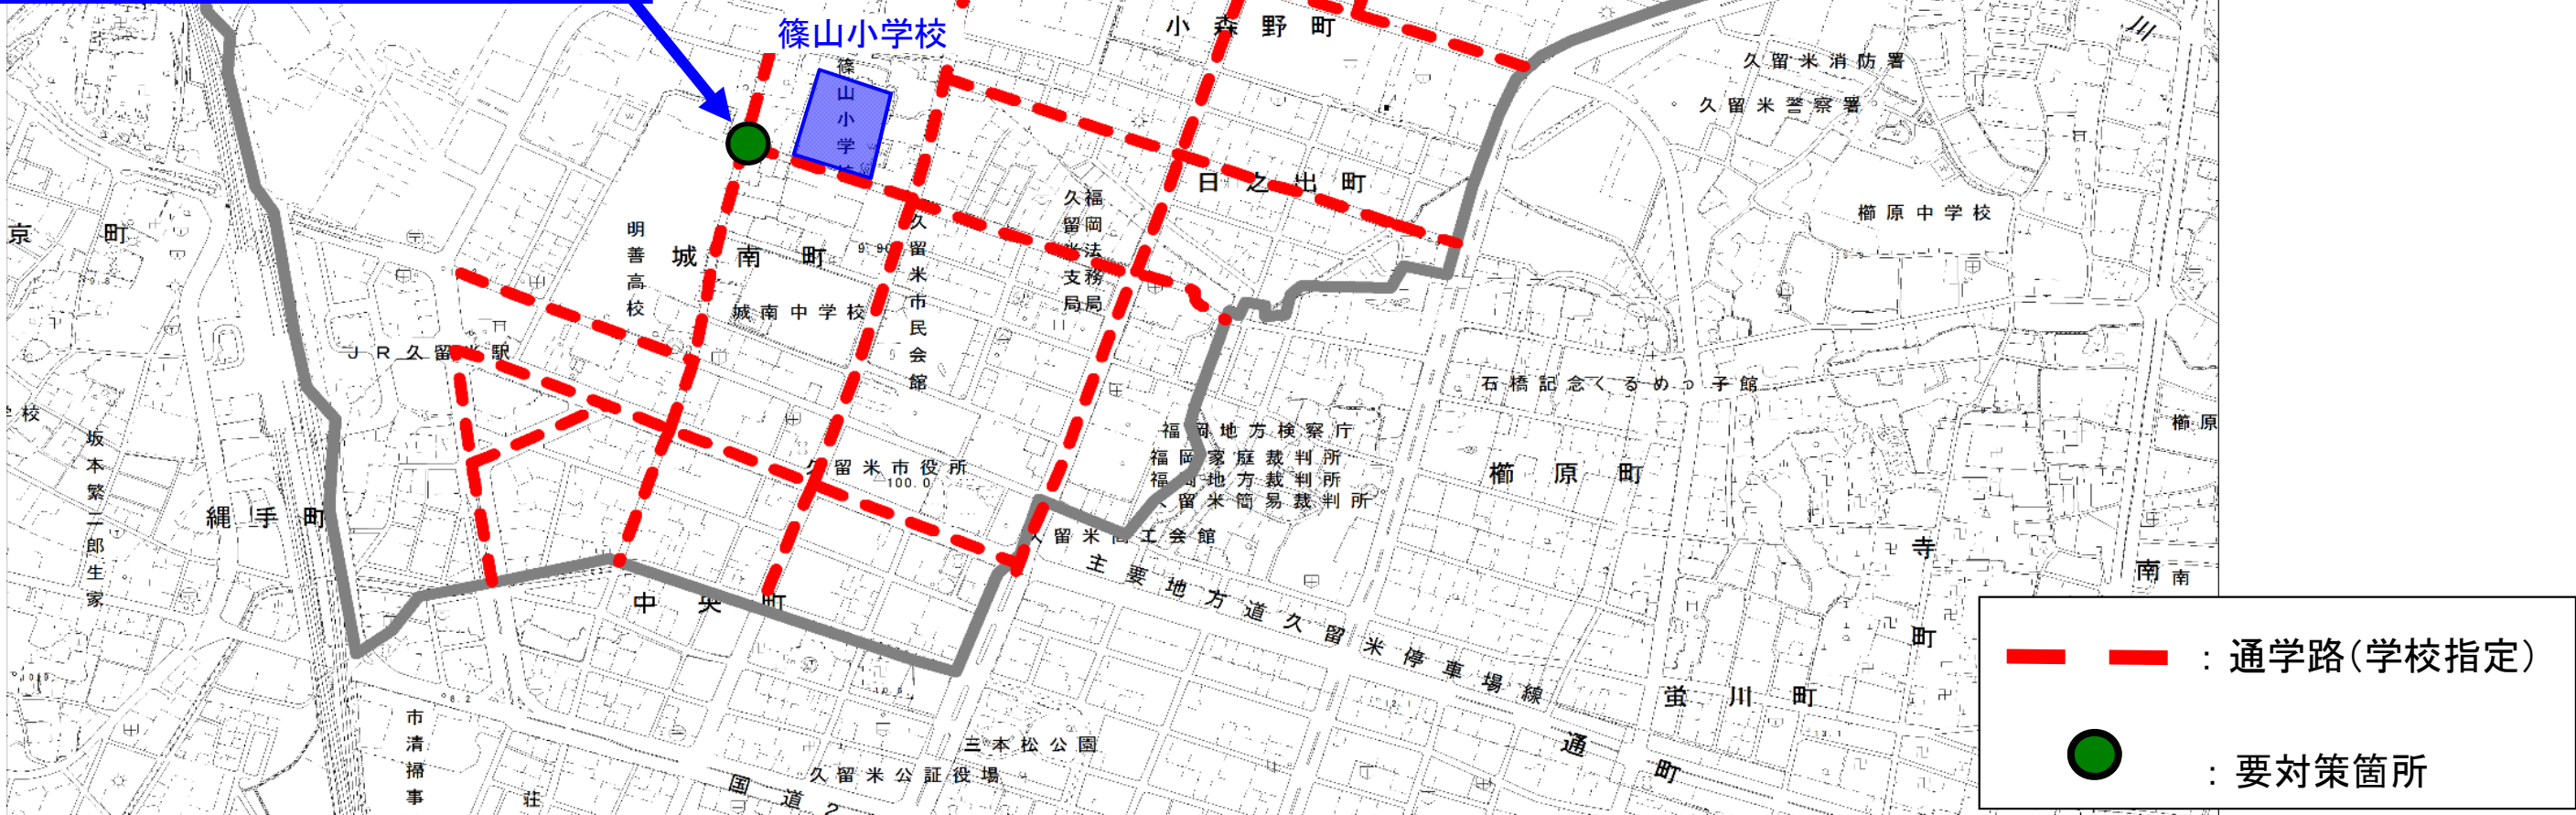 篠山小学校
小森野町
篠山小学
久留米消防署
久留米警察署
日之出町
櫛原中学校
京町
明善高校
城南町
城南中学校
久留米市民会館
福岡法務局
久留米支局
JR久留米駅
石橋記念くるめっ子館
校
坂本繁二郎生家
縄手町
久留米市役所
100.0
福岡地方検察庁
福岡家庭裁判所
福岡地方裁判所
久留米簡易裁判所
櫛原町
櫛原
久留米商工会館
主要地方道久留米停車場線
寺町
南
南
中央町
通町
蛍川町
三本松公園
久留米公証役場
市清掃事
荘
国道2
：通学路（学校指定）
：要対策箇所